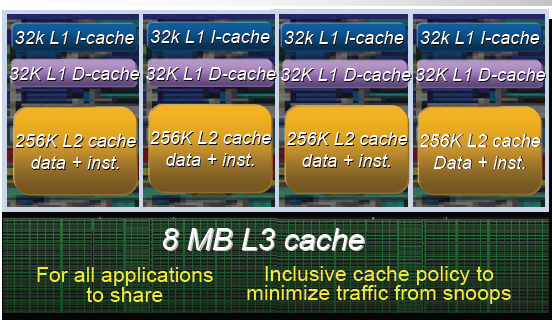 32k L1 I-cache
32K L1 D-cache
256K L2 cache
data + inst.
32k L1 I-cache
32K L1 D-cache
256K L2 cache
data + inst.
32k L1 I-cache
32K L1 D-cache
256K L2 cache
data + inst.
32k L1 I-cache
32K L1 D-cache
256K L2 cache
Data + inst.
8 MB L3 cache
For all applications
to share
Inclusive cache policy to
minimize traffic from snoops